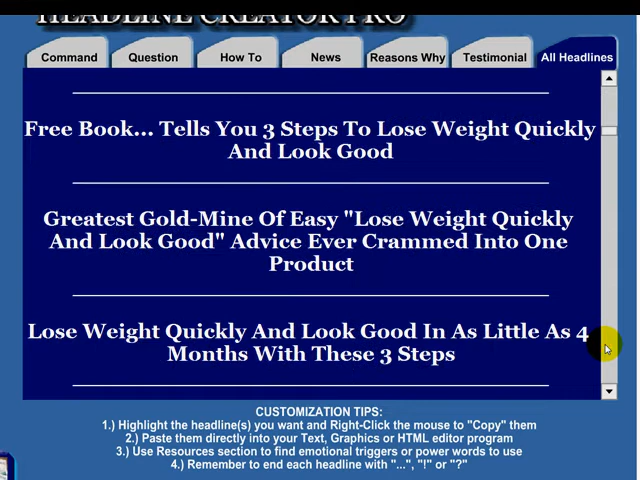 HEADLINE CREATOR PRO
Command Question How To News Reasons Why Testimonial All Headlines
Free Book... Tells You 3 Steps To Lose Weight Quickly
And Look Good
Greatest Gold-Mine Of Easy "Lose Weight Quickly
And Look Good" Advice Ever Crammed Into One
Product
Lose Weight Quickly And Look Good In As Little As 4
Months With These 3 Steps
CUSTOMIZATION TIPS:
1.) Highlight the headline(s) you want and Right-Click the mouse to "Copy" them
2.) Paste them directly into your Text, Graphics or HTML editor program
3.) Use Resources section to find emotional triggers or power words to use
4.) Remember to end each headline with "...", "!" or "?"